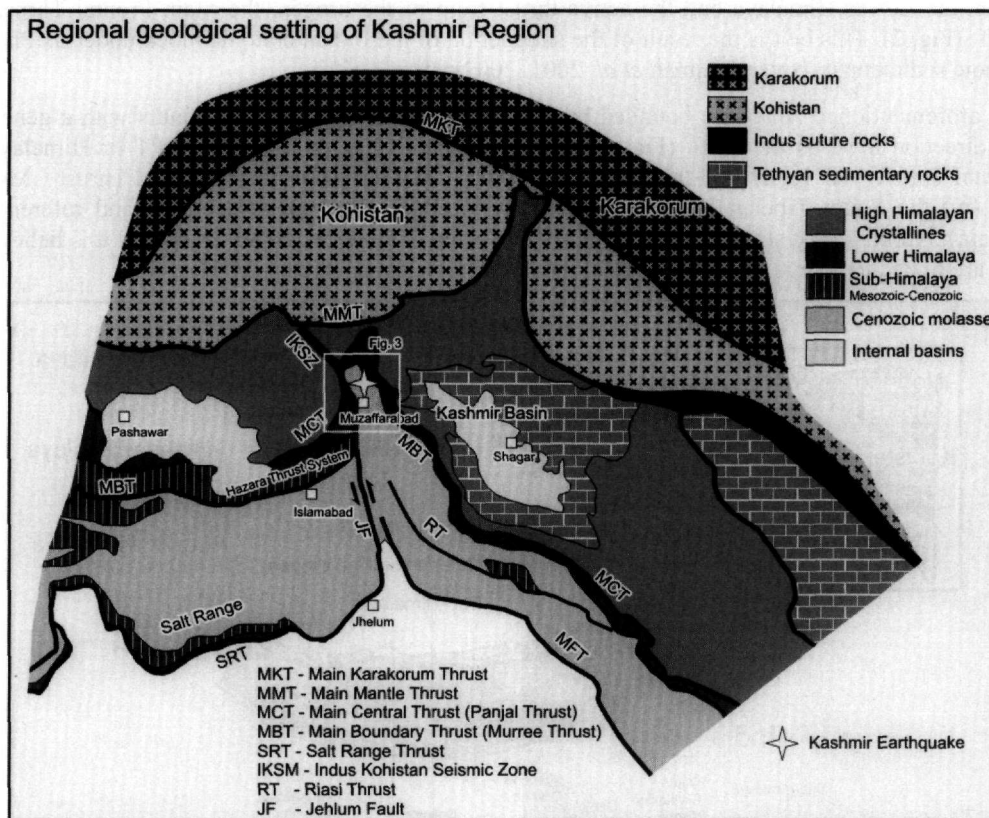 Regional geological setting of Kashmir Region
Karakorum
Kohistan
Indus suture rocks
Tethyan sedimentary rocks
High Himalayan
Crystallines
Lower Himalaya
Sub-Himalaya
Mesozoic-Cenozoic
Cenozoic molasse
Internal basins
MKT
Kohistan
Karakorum
MMT
IKSZ
Fig. 3
MCT
Muzaffarabad
Kashmir Basin
Shagar
Pashawar
MBT
Hazara Thrust System
MBT
Islamabad
JF
RT
MCT
Salt Range
Jhelum
SRT
MFT
MKT - Main Karakorum Thrust
MMT - Main Mantle Thrust
MCT - Main Central Thrust (Panjal Thrust)
MBT - Main Boundary Thrust (Murree Thrust)
SRT - Salt Range Thrust
IKSM - Indus Kohistan Seismic Zone
RT - Riasi Thrust
JF - Jehlum Fault
Kashmir Earthquake